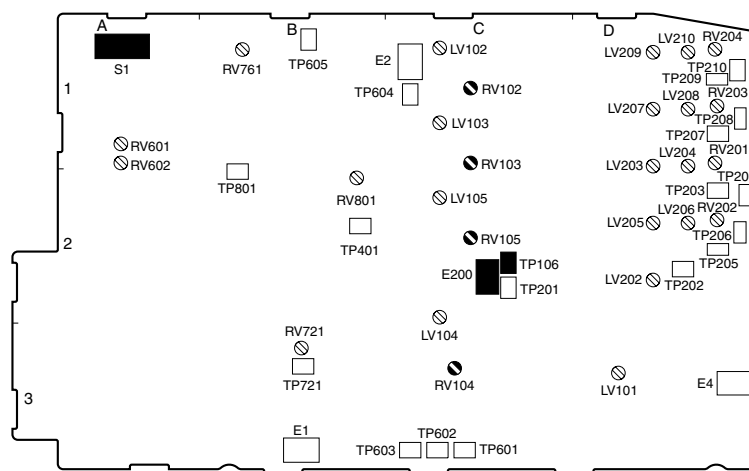 A
B
C
D
1
2
3
S1
RV761
TP605
E2
TP604
LV102
RV102
LV103
RV103
LV105
RV105
LV209
LV210
RV204
TP210
TP209
LV208
RV203
LV207
TP208
TP207
RV201
LV204
LV203
TP20
TP203
RV202
LV206
LV205
TP206
TP205
TP202
LV202
RV601
RV602
TP801
RV801
TP401
E200
TP106
TP201
LV104
RV721
TP721
RV104
LV101
E4
E1
TP603
TP602
TP601